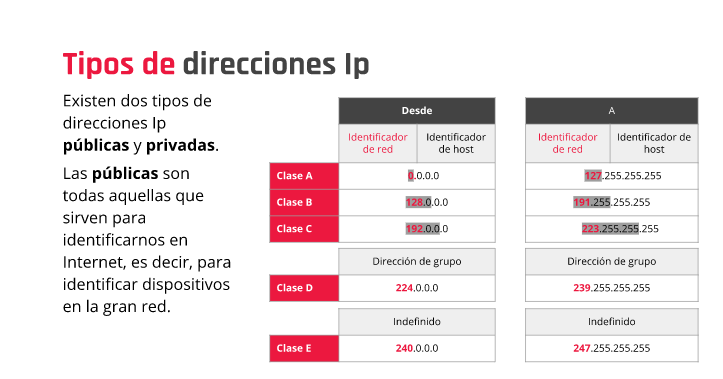 Tipos de direcciones Ip
Existen dos tipos de
direcciones Ip
públicas y privadas.
Las públicas son
todas aquellas que
sirven para
identificarnos en
Internet, es decir, para
identificar dispositivos
en la gran red.
Desde A
Identificador de red Identificador de host Identificador de red Identificador de host
Clase A 0.0.0.0 127.255.255.255
Clase B 128.0.0.0 191.255.255.255
Clase C 192.0.0.0 223.255.255.255
Dirección de grupo Dirección de grupo
Clase D 224.0.0.0 239.255.255.255
Indefinido Indefinido
Clase E 240.0.0.0 247.255.255.255